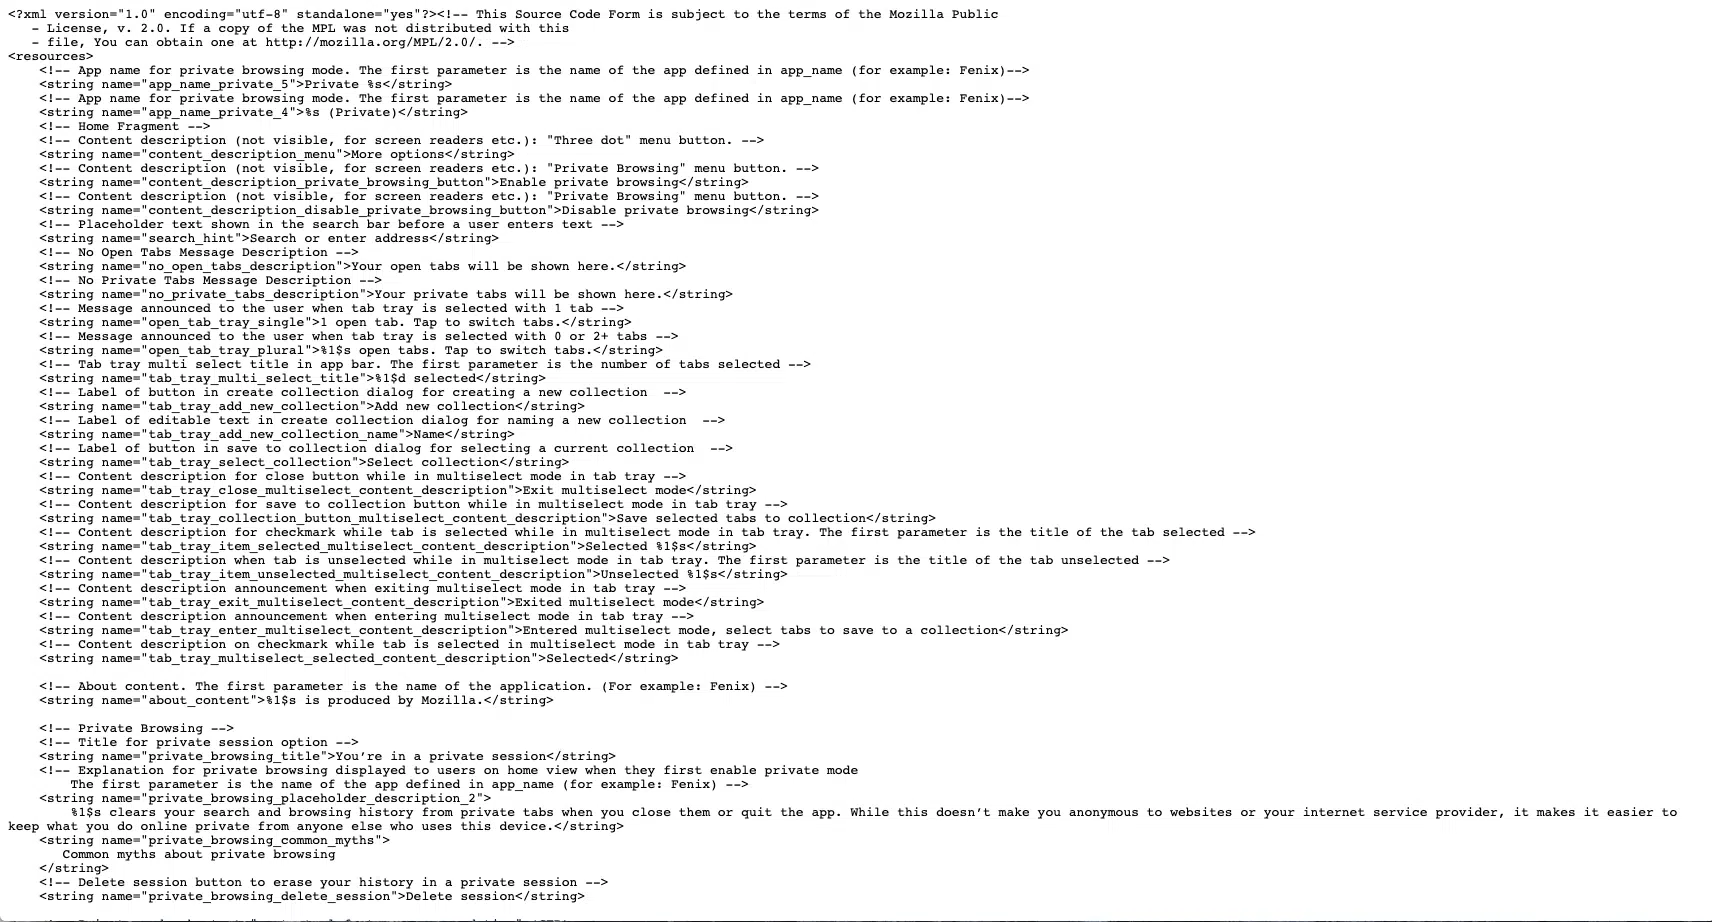 <?xml version="1.0" encoding="utf-8" standalone="yes"?><!-- This Source Code Form is subject to the terms of the Mozilla Public
   - License, v. 2.0. If a copy of the MPL was not distributed with this
   - file, You can obtain one at http://mozilla.org/MPL/2.0/. -->
<resources>
    <!-- App name for private browsing mode. The first parameter is the name of the app defined in app_name (for example: Fenix)-->
    <string name="app_name_private_5">Private %s</string>
    <!-- App name for private browsing mode. The first parameter is the name of the app defined in app_name (for example: Fenix)-->
    <string name="app_name_private_4">%s (Private)</string>
    <!-- Home Fragment -->
    <!-- Content description (not visible, for screen readers etc.): "Three dot" menu button. -->
    <string name="content_description_menu">More options</string>
    <!-- Content description (not visible, for screen readers etc.): "Private Browsing" menu button. -->
    <string name="content_description_private_browsing_button">Enable private browsing</string>
    <!-- Content description (not visible, for screen readers etc.): "Private Browsing" menu button. -->
    <string name="content_description_disable_private_browsing_button">Disable private browsing</string>
    <!-- Placeholder text shown in the search bar before a user enters text -->
    <string name="search_hint">Search or enter address</string>
    <!-- No Open Tabs Message Description -->
    <string name="no_open_tabs_description">Your open tabs will be shown here.</string>
    <!-- No Private Tabs Message Description -->
    <string name="no_private_tabs_description">Your private tabs will be shown here.</string>
    <!-- Message announced to the user when tab tray is selected with 1 tab -->
    <string name="open_tab_tray_single">1 open tab. Tap to switch tabs.</string>
    <!-- Message announced to the user when tab tray is selected with 0 or 2+ tabs -->
    <string name="open_tab_tray_plural">%1$s open tabs. Tap to switch tabs.</string>
    <!-- Tab tray multi select title in app bar. The first parameter is the number of tabs selected -->
    <string name="tab_tray_multi_select_title">%1$d selected</string>
    <!-- Label of button in create collection dialog for creating a new collection  -->
    <string name="tab_tray_add_new_collection">Add new collection</string>
    <!-- Label of editable text in create collection dialog for naming a new collection  -->
    <string name="tab_tray_add_new_collection_name">Name</string>
    <!-- Label of button in save to collection dialog for selecting a current collection  -->
    <string name="tab_tray_select_collection">Select collection</string>
    <!-- Content description for close button while in multiselect mode in tab tray -->
    <string name="tab_tray_close_multiselect_content_description">Exit multiselect mode</string>
    <!-- Content description for save to collection button while in multiselect mode in tab tray -->
    <string name="tab_tray_collection_button_multiselect_content_description">Save selected tabs to collection</string>
    <!-- Content description for checkmark while tab is selected while in multiselect mode in tab tray. The first parameter is the title of the tab selected -->
    <string name="tab_tray_item_selected_multiselect_content_description">Selected %1$s</string>
    <!-- Content description when tab is unselected while in multiselect mode in tab tray. The first parameter is the title of the tab unselected -->
    <string name="tab_tray_item_unselected_multiselect_content_description">Unselected %1$s</string>
    <!-- Content description announcement when exiting multiselect mode in tab tray -->
    <string name="tab_tray_exit_multiselect_content_description">Exited multiselect mode</string>
    <!-- Content description announcement when entering multiselect mode in tab tray -->
    <string name="tab_tray_enter_multiselect_content_description">Entered multiselect mode, select tabs to save to a collection</string>
    <!-- Content description on checkmark while tab is selected in multiselect mode in tab tray -->
    <string name="tab_tray_multiselect_selected_content_description">Selected</string>

    <!-- About content. The first parameter is the name of the application. (For example: Fenix) -->
    <string name="about_content">%1$s is produced by Mozilla.</string>

    <!-- Private Browsing -->
    <!-- Title for private session option -->
    <string name="private_browsing_title">You’re in a private session</string>
    <!-- Explanation for private browsing displayed to users on home view when they first enable private mode
        The first parameter is the name of the app defined in app_name (for example: Fenix) -->
    <string name="private_browsing_placeholder_description_2">
        %1$s clears your search and browsing history from private tabs when you close them or quit the app. While this doesn’t make you anonymous to websites or your internet service provider, it makes it easier to
keep what you do online private from anyone else who uses this device.</string>
    <string name="private_browsing_common_myths">
       Common myths about private browsing
    </string>
    <!-- Delete session button to erase your history in a private session -->
    <string name="private_browsing_delete_session">Delete session</string>